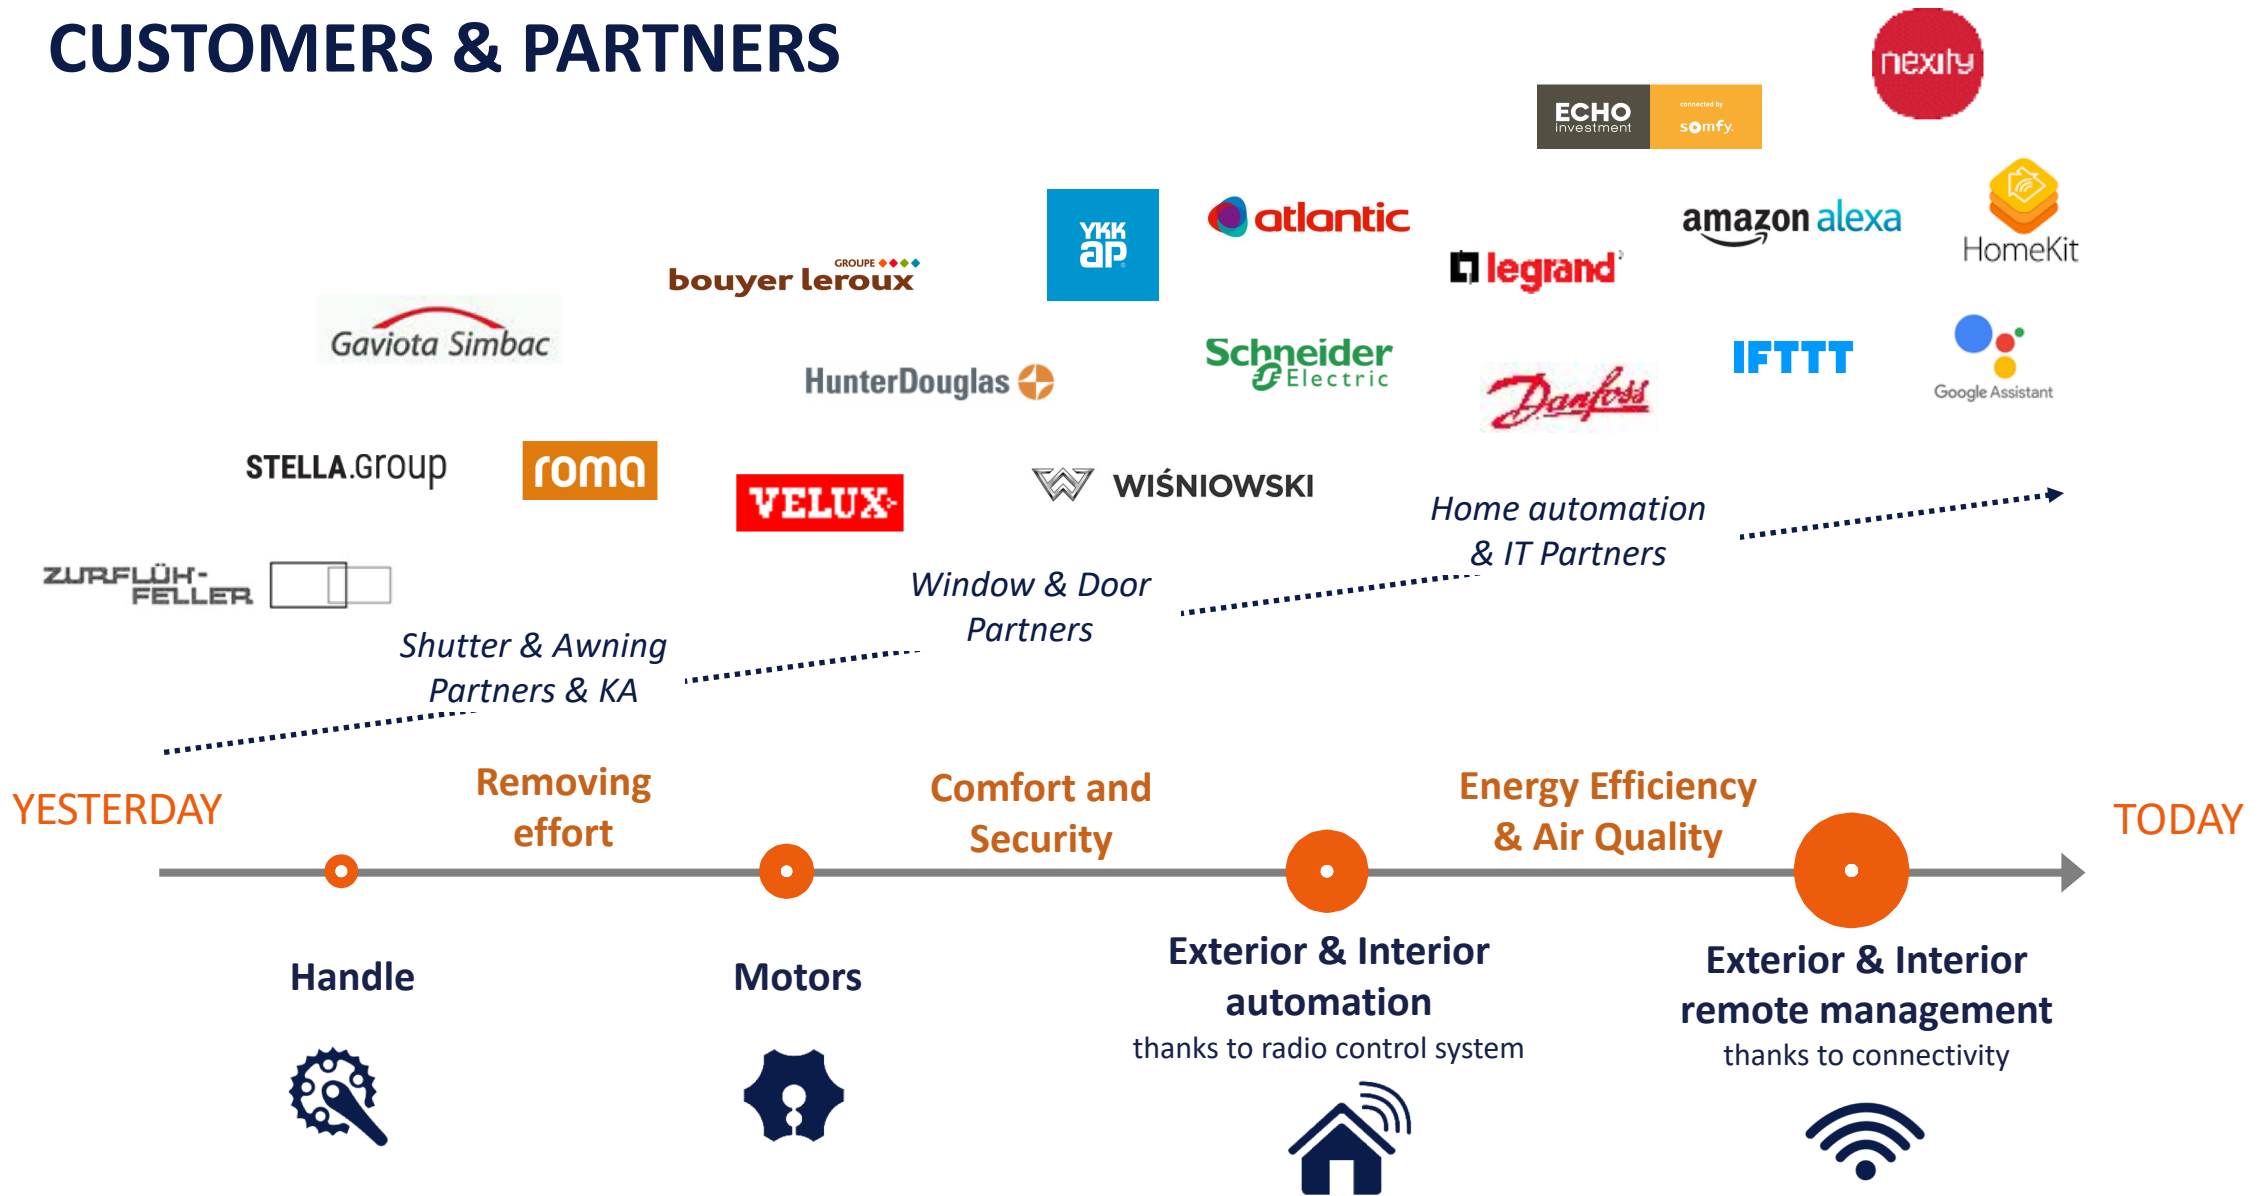 CUSTOMERS & PARTNERS
nexity
ECHO
investment
connected by
somfy.
YKK
ap
atlantic
amazon alexa
HomeKit
GROUPE
bouyer leroux
legrand
Gaviota Simbac
HunterDouglas
Schneider
Electric
Danfoss
IFTTT
Google Assistant
STELLA.GROUP
roma
VELUX
WIŚNIOWSKI
Home automation
& IT Partners
ZURFLÜH-
FELLER
Window & Door
Partners
Shutter & Awning
Partners & KA
YESTERDAY
Removing
effort
Comfort and
Security
Energy Efficiency
& Air Quality
TODAY
Handle
Motors
Exterior & Interior
automation
thanks to radio control system
Exterior & Interior
remote management
thanks to connectivity